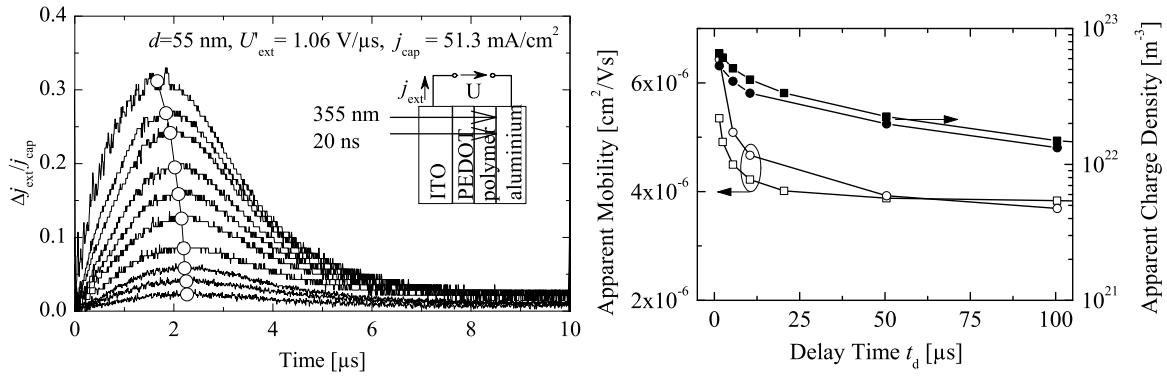 d=55 nm, U'ext = 1.06 V/µs, jcap = 51.3 mA/cm²
0.4
0.3
0.2
0.1
0.0
Δjext/jcap
0 2 4 6 8 10
Time [µs]
jext
U
355 nm
20 ns
ITO
PEDOT
polymer
aluminium
Apparent Mobility [cm²/Vs]
6x10⁻⁶
4x10⁻⁶
2x10⁻⁶
0 25 50 75 100
Delay Time td [µs]
10²³
10²²
10²¹
Apparent Charge Density [m⁻³]